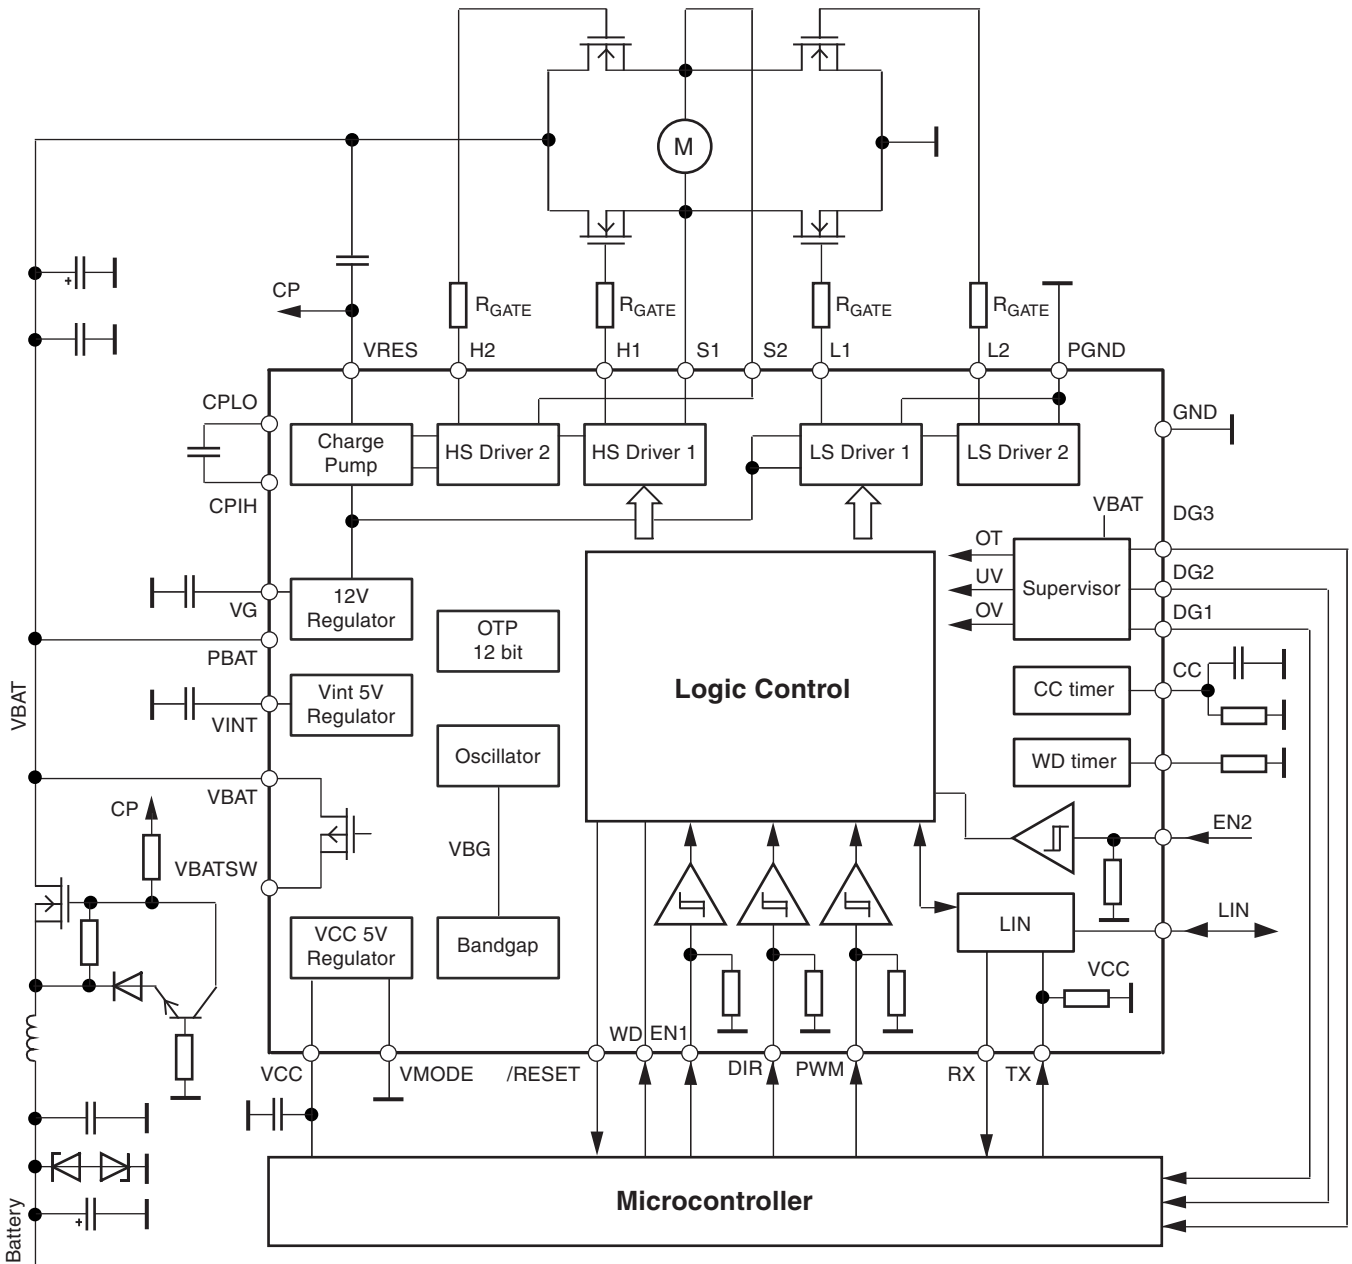 M
CP
R GATE
R GATE
R GATE
R GATE
VRES
H2
H1
S1
S2
L1
L2
PGND
CPLO
GND
Charge
Pump
HS Driver 2
HS Driver 1
LS Driver 1
LS Driver 2
CPIH
VBAT
DG3
OT
UV
OV
Supervisor
DG2
DG1
VG
12V
Regulator
OTP
12 bit
PBAT
VBAT
Logic Control
CC timer
CC
Vint 5V
Regulator
VINT
Oscillator
WD timer
VBAT
CP
VBG
EN2
VBATSW
LIN
LIN
VCC 5V
Regulator
Bandgap
VCC
WD
EN1
VCC
VMODE
/RESET
DIR
PWM
RX
TX
+
+
Microcontroller
Battery